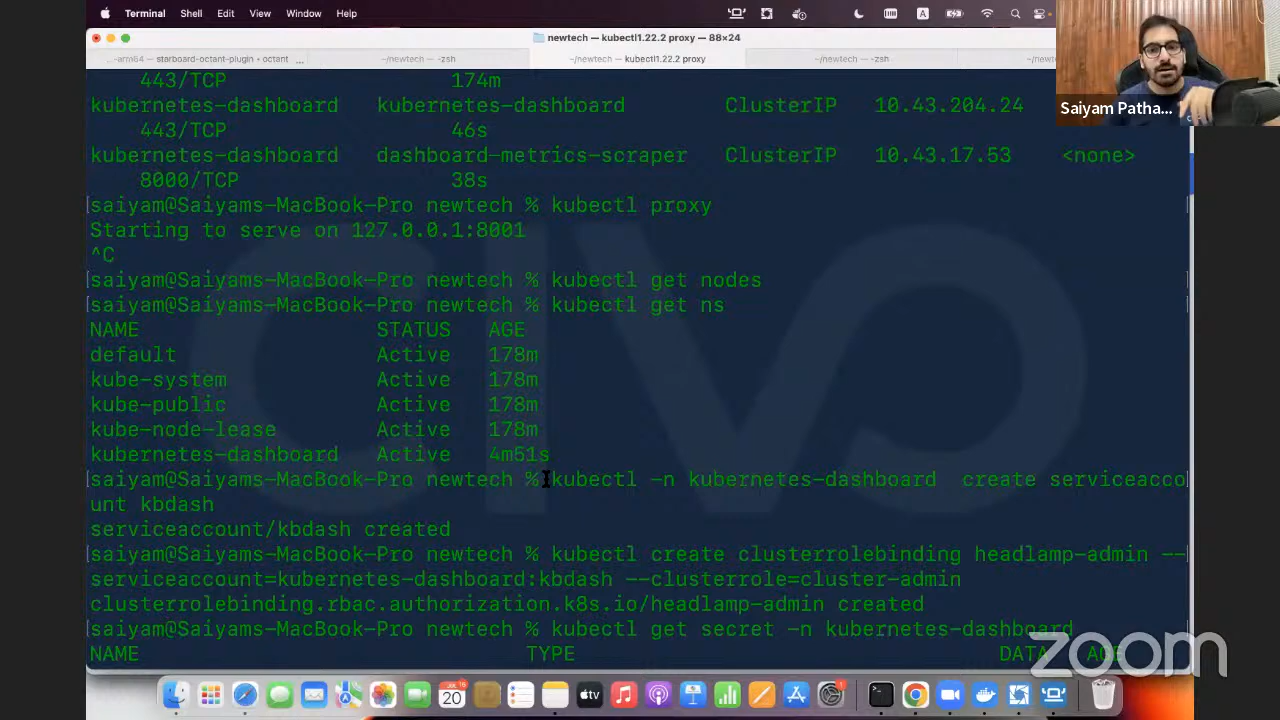 Terminal Shell Edit View Window Help
A
newtech — kubectl1.22.2 proxy — 88×24
...-arm64 — starboard-octant-plugin • octant ...
~/newtech — -zsh
~/newtech — kubectl1.22.2 proxy
~/newtech — -zsh
443/TCP 174m
kubernetes-dashboard kubernetes-dashboard ClusterIP 10.43.204.24
443/TCP 46s
kubernetes-dashboard dashboard-metrics-scraper ClusterIP 10.43.17.53 <none>
8000/TCP 38s
saiyam@Saiyams-MacBook-Pro newtech % kubectl proxy
Starting to serve on 127.0.0.1:8001
^C
saiyam@Saiyams-MacBook-Pro newtech % kubectl get nodes
saiyam@Saiyams-MacBook-Pro newtech % kubectl get ns
NAME STATUS AGE
default Active 178m
kube-system Active 178m
kube-public Active 178m
kube-node-lease Active 178m
kubernetes-dashboard Active 4m51s
saiyam@Saiyams-MacBook-Pro newtech % kubectl -n kubernetes-dashboard create serviceacco
unt kbdash
serviceaccount/kbdash created
saiyam@Saiyams-MacBook-Pro newtech % kubectl create clusterrolebinding headlamp-admin --
serviceaccount=kubernetes-dashboard:kbdash --clusterrole=cluster-admin
clusterrolebinding.rbac.authorization.k8s.io/headlamp-admin created
saiyam@Saiyams-MacBook-Pro newtech % kubectl get secret -n kubernetes-dashboard
NAME TYPE DATA AGE
Saiyam Patha...
CIVO
zoom
20
tv